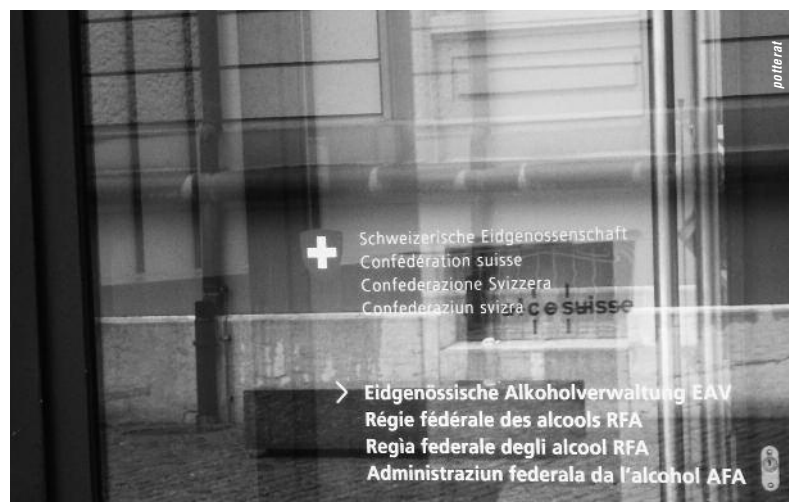 potterat
Schweizerische Eidgenossenschaft
Confédération suisse
Confederazione Svizzera
Confederaziun svizra
suisse
Eidgenössische Alkoholverwaltung EAV
Régie fédérale des alcools RFA
Regìa federale degli alcool RFA
Administraziun federala da l'alcohol AFA